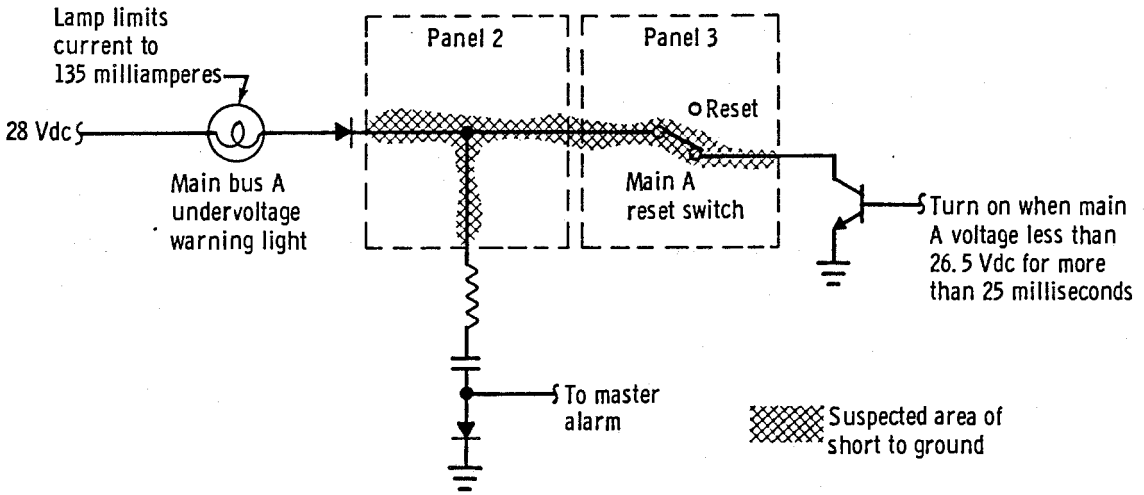 Lamp limits
current to
135 milliamperes
28 Vdc
Main bus A
undervoltage
warning light
Panel 2
Panel 3
Reset
Main A
reset switch
Turn on when main
A voltage less than
26.5 Vdc for more
than 25 milliseconds
To master
alarm
Suspected area of
short to ground